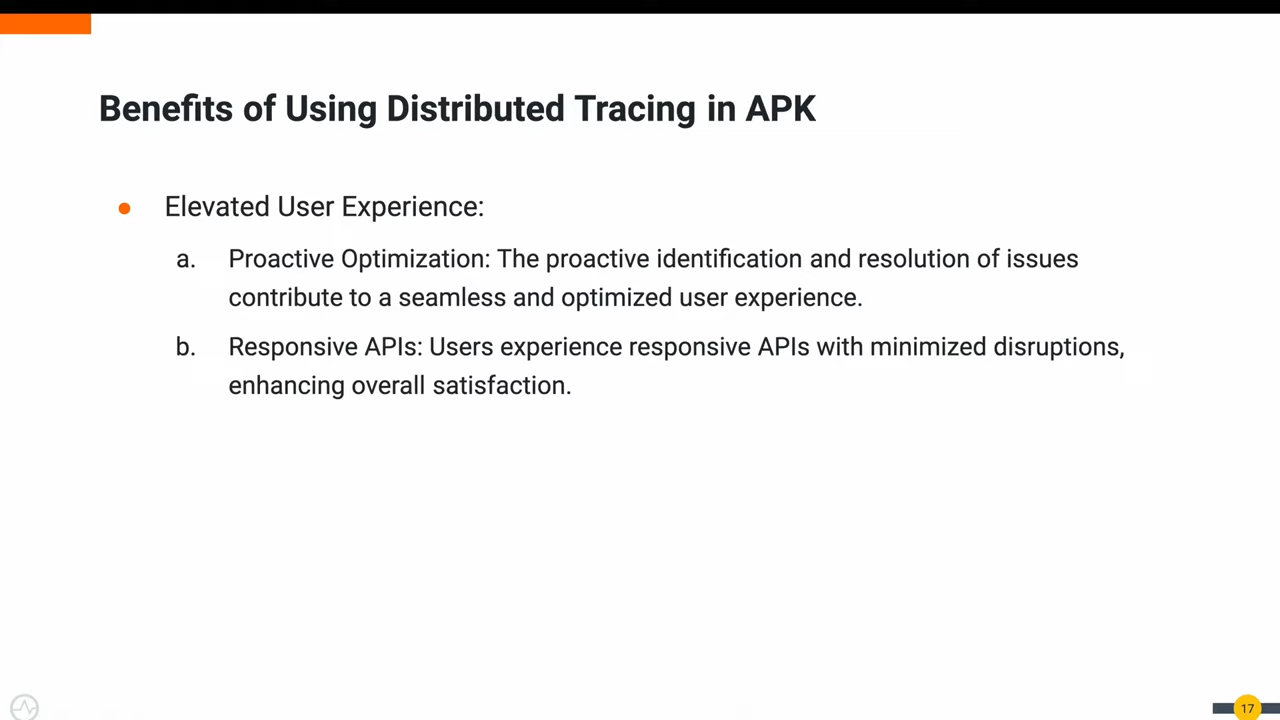 Benefits of Using Distributed Tracing in APK
● Elevated User Experience:
a. Proactive Optimization: The proactive identification and resolution of issues
contribute to a seamless and optimized user experience.
b. Responsive APIs: Users experience responsive APIs with minimized disruptions,
enhancing overall satisfaction.
17